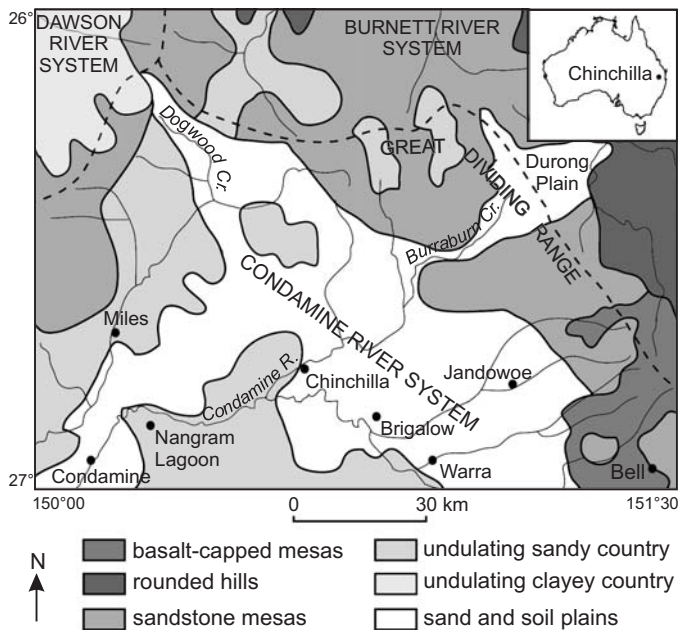 26°
DAWSON
RIVER
SYSTEM
BURNETT RIVER
SYSTEM
Chinchilla
Dogwood Cr.
GREAT
DIVIDING
RANGE
Durong
Plain
Burraburn Cr.
CONDAMINE RIVER SYSTEM
Miles
Condamine R.
Chinchilla
Jandowoe
Brigalow
Nangram
Lagoon
Condamine
Warra
Bell
27°
150°00
0
30 km
151°30
N
basalt-capped mesas
rounded hills
sandstone mesas
undulating sandy country
undulating clayey country
sand and soil plains